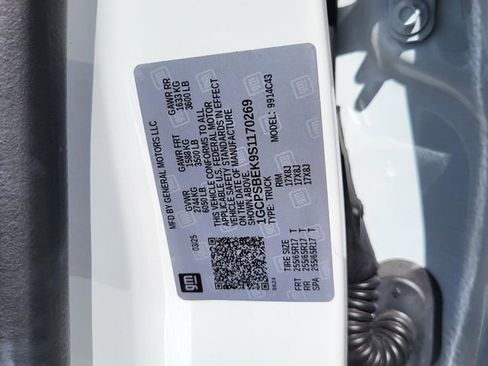 MFD BY GENERAL MOTORS LLC
03/25
GVWR
2744 KG
6050 LB
GAWR FRT
1588 KG
3500 LB
GAWR RR
1633 KG
3600 LB
THIS VEHICLE CONFORMS TO ALL
APPLICABLE U.S. FEDERAL MOTOR
VEHICLE SAFETY STANDARDS IN EFFECT
ON THE DATE OF MANUFACTURE
SHOWN ABOVE.
1GCPSBEK9S1170269
TYPE: TRUCK
MODEL: 9914C43
gm
TIRE SIZE
RIM
FRT 255/65R17 T 17X8J
RR 255/65R17 T 17X8J
SPA 255/65R17 T 17X8J